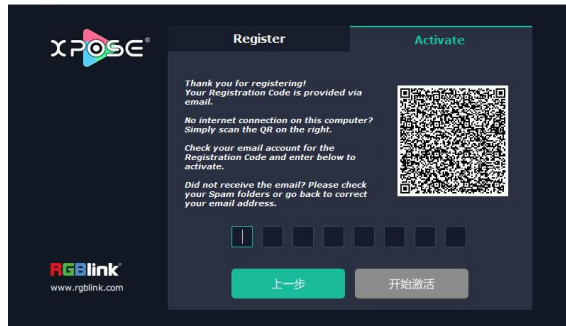 XPOSE®
Register
Activate
Thank you for registering!
Your Registration Code is provided via
email.
No internet connection on this computer?
Simply scan the QR on the right.
Check your email account for the
Registration Code and enter below to
activate.
Did not receive the email? Please check
your Spam folders or go back to correct
your email address.
RGBlink®
www.rgblink.com
上一步
开始激活